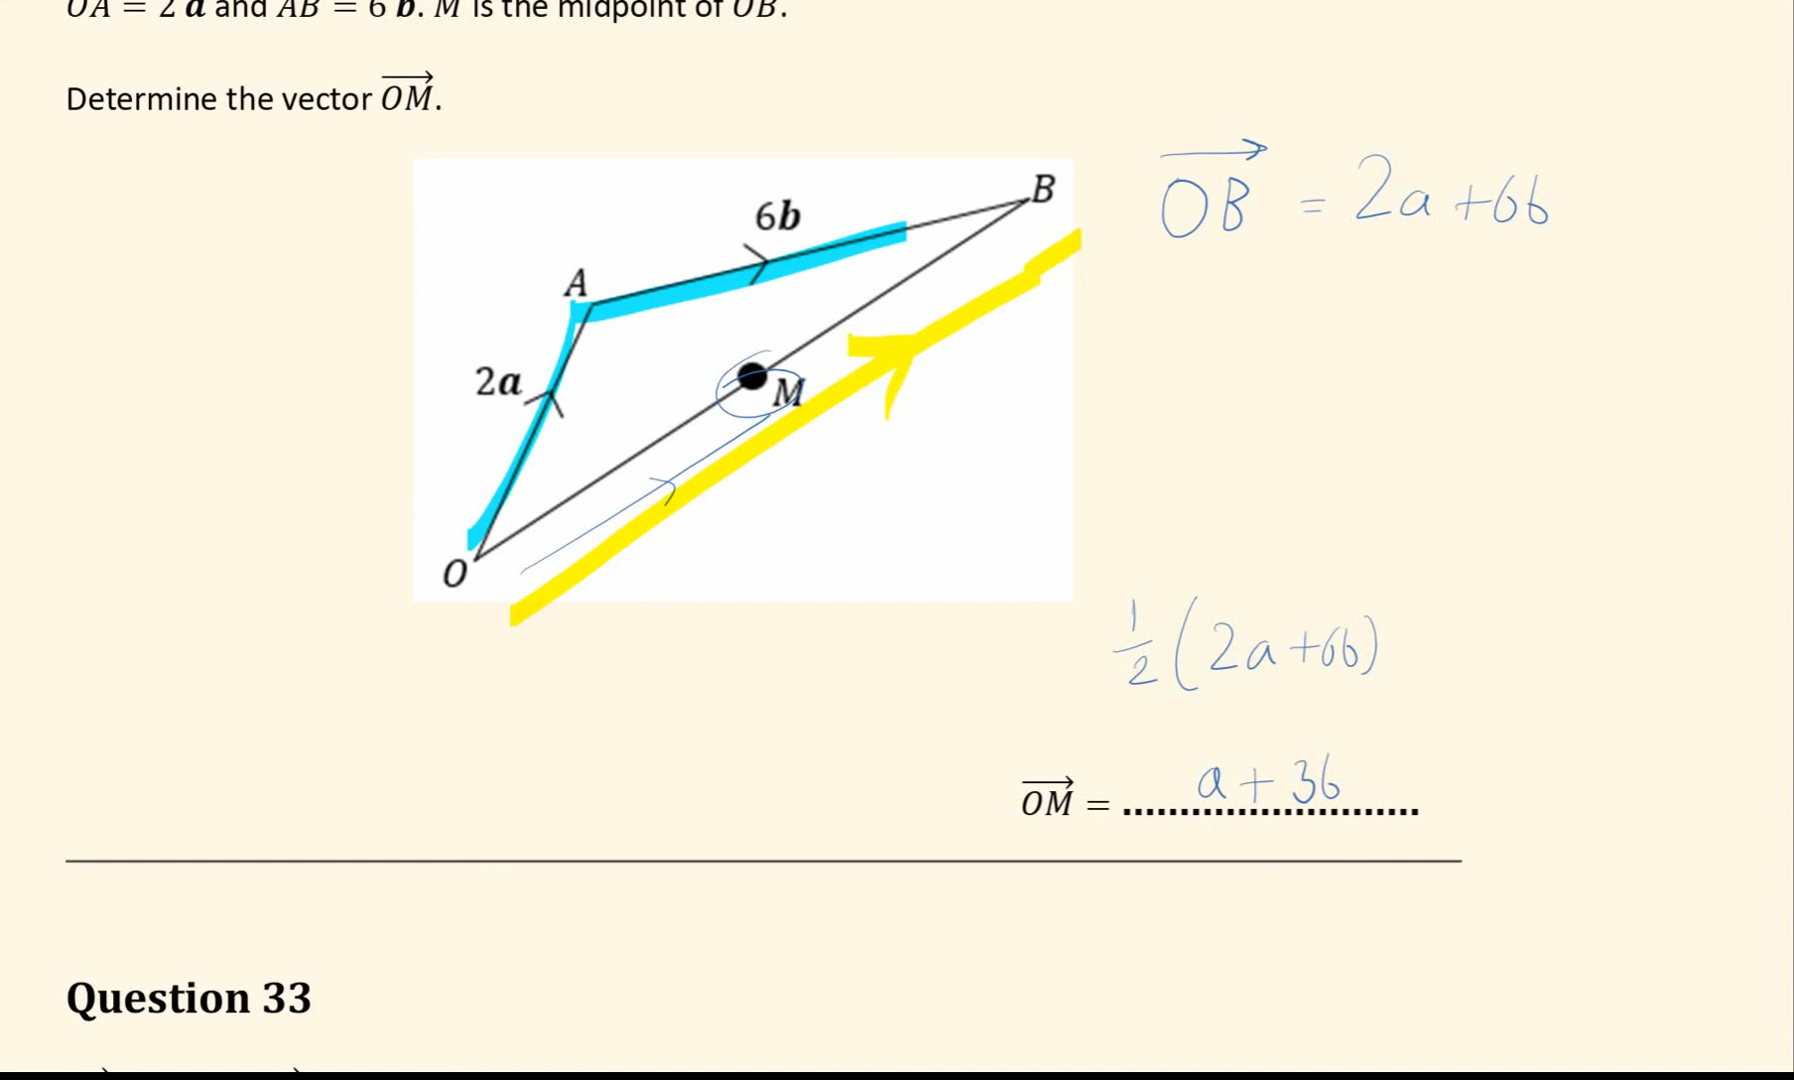 OA = 2 a and AB = 6 b. M is the midpoint of OB.
Determine the vector OM.
OB = 2a + 6b
B
6b
A
2a
M
O
1/2 (2a + 6b)
OM = .......................... a + 3b
Question 33